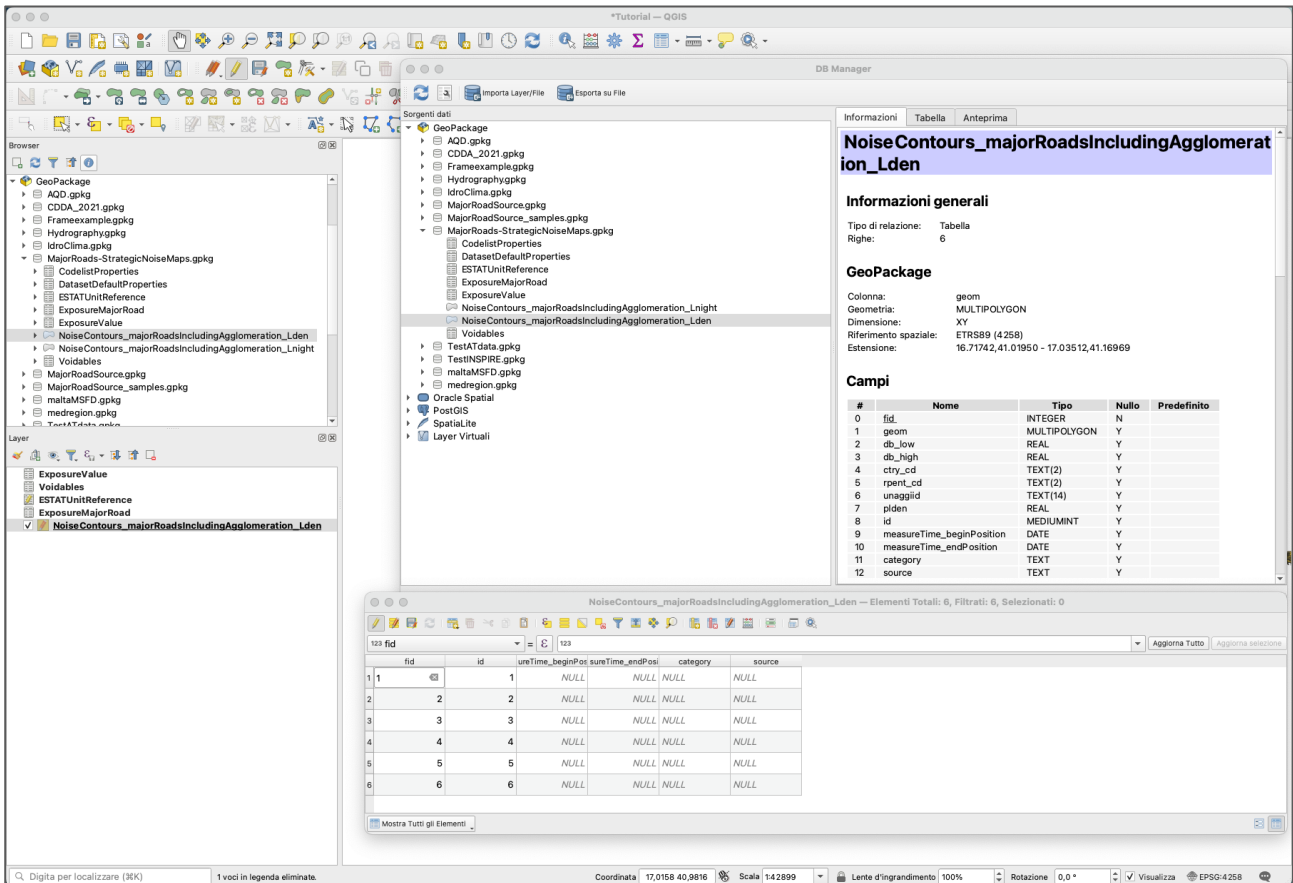 *Tutorial — QGIS
DB Manager
Importa Layer/File
Esporta su File
Browser
GeoPackage
AQD.gpkg
CDDA_2021.gpkg
Frameexample.gpkg
Hydrography.gpkg
IdroClima.gpkg
MajorRoads-StrategicNoiseMaps.gpkg
CodelistProperties
DatasetDefaultProperties
ESTATUnitReference
ExposureMajorRoad
ExposureValue
NoiseContours_majorRoadsIncludingAgglomeration_Lden
NoiseContours_majorRoadsIncludingAgglomeration_Lnight
Voidables
MajorRoadSource.gpkg
MajorRoadSource_samples.gpkg
maltaMSFD.gpkg
medregion.gpkg
TestATdata.gpkg
Layer
ExposureValue
Voidables
ESTATUnitReference
ExposureMajorRoad
NoiseContours_majorRoadsIncludingAgglomeration_Lden
Sorgenti dati
GeoPackage
AQD.gpkg
CDDA_2021.gpkg
Frameexample.gpkg
Hydrography.gpkg
IdroClima.gpkg
MajorRoadSource.gpkg
MajorRoadSource_samples.gpkg
MajorRoads-StrategicNoiseMaps.gpkg
CodelistProperties
DatasetDefaultProperties
ESTATUnitReference
ExposureMajorRoad
ExposureValue
NoiseContours_majorRoadsIncludingAgglomeration_Lnight
NoiseContours_majorRoadsIncludingAgglomeration_Lden
Voidables
TestATdata.gpkg
TestINSPIRE.gpkg
maltaMSFD.gpkg
medregion.gpkg
Oracle Spatial
PostGIS
SpatiaLite
Layer Virtuali
Informazioni Tabella Anteprima
NoiseContours_majorRoadsIncludingAgglomerat
ion_Lden
Informazioni generali
Tipo di relazione: Tabella
Righe: 6
GeoPackage
Colonna: geom
Geometria: MULTIPOLYGON
Dimensione: XY
Riferimento spaziale: ETRS89 (4258)
Estensione: 16.71742,41.01950 - 17.03512,41.16969
Campi
# Nome Tipo Nullo Predefinito
0 fid INTEGER N
1 geom MULTIPOLYGON Y
2 db_low REAL Y
3 db_high REAL Y
4 ctry_cd TEXT(2) Y
5 rpent_cd TEXT(2) Y
6 unaggiid TEXT(14) Y
7 plden REAL Y
8 id MEDIUMINT Y
9 measureTime_beginPosition DATE Y
10 measureTime_endPosition DATE Y
11 category TEXT Y
12 source TEXT Y
NoiseContours_majorRoadsIncludingAgglomeration_Lden — Elementi Totali: 6, Filtrati: 6, Selezionati: 0
123 fid = ε 123 Aggiorna Tutto Aggiorna selezione
fid id ureTime_beginPos sureTime_endPosi category source
1 1 1 NULL NULL NULL NULL
2 2 2 NULL NULL NULL NULL
3 3 3 NULL NULL NULL NULL
4 4 4 NULL NULL NULL NULL
5 5 5 NULL NULL NULL NULL
6 6 6 NULL NULL NULL NULL
Mostra Tutti gli Elementi
Digita per localizzare (⌘K) 1 voci in legenda eliminate. Coordinata 17,0158 40,9816 Scala 1:42899 Lente d'ingrandimento 100% Rotazione 0,0 ° Visualizza EPSG:4258